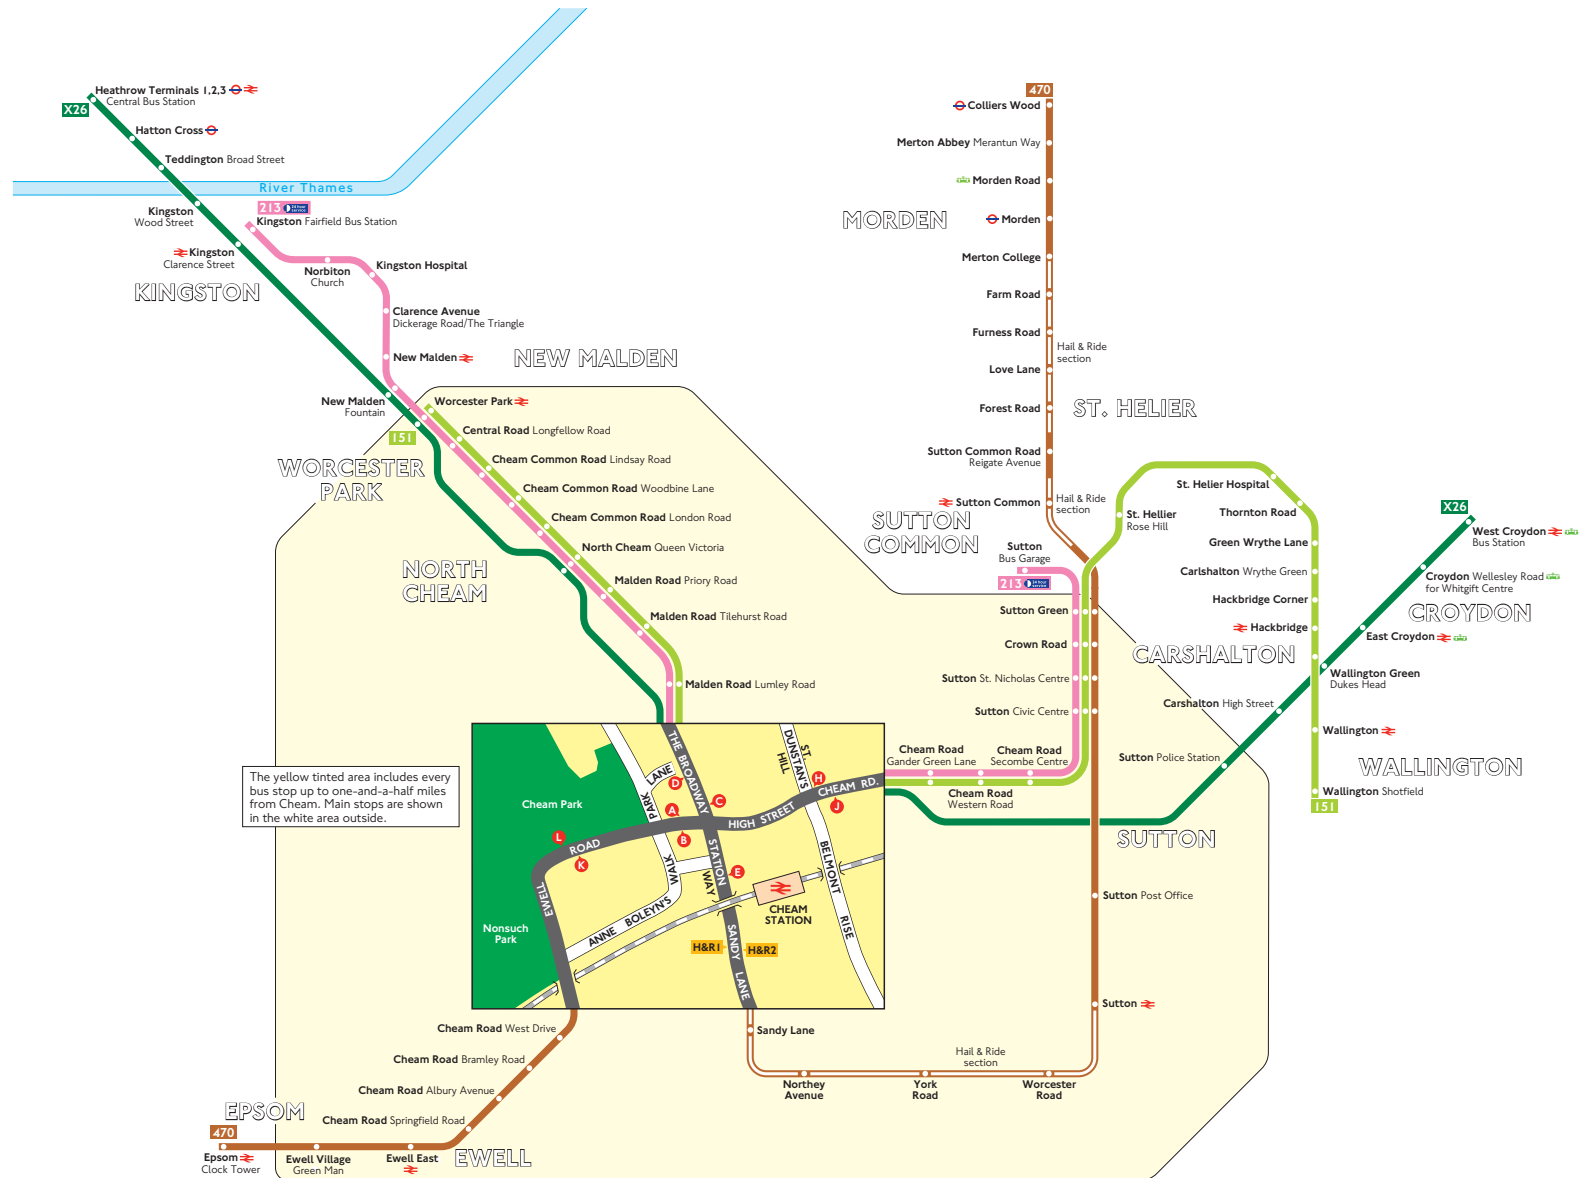 X26
Heathrow Terminals 1,2,3
Central Bus Station
Hatton Cross
Teddington Broad Street
River Thames
Kingston
Wood Street
213 24 hour service
Kingston Fairfield Bus Station
Kingston
Clarence Street
Norbiton
Church
Kingston Hospital
KINGSTON
Clarence Avenue
Dickerage Road/The Triangle
New Malden
NEW MALDEN
New Malden
Fountain
151
Worcester Park
Central Road Longfellow Road
WORCESTER
PARK
Cheam Common Road Lindsay Road
Cheam Common Road Woodbine Lane
Cheam Common Road London Road
North Cheam Queen Victoria
NORTH
CHEAM
Malden Road Priory Road
Malden Road Tilehurst Road
Malden Road Lumley Road
470
Colliers Wood
Merton Abbey Merantun Way
Morden Road
MORDEN
Morden
Merton College
Farm Road
Furness Road
Hail & Ride
section
Love Lane
Forest Road
ST. HELIER
Sutton Common Road
Reigate Avenue
Sutton Common
Hail & Ride
section
SUTTON
COMMON
Sutton
Bus Garage
213 24 hour service
Sutton Green
Crown Road
Sutton St. Nicholas Centre
Sutton Civic Centre
Cheam Road
Gander Green Lane
Cheam Road
Secombe Centre
Cheam Road
Western Road
St. Hellier
Rose Hill
St. Helier Hospital
Thornton Road
Green Wrythe Lane
Carlshalton Wrythe Green
Hackbridge Corner
Hackbridge
CARSHALTON
X26
West Croydon
Bus Station
Croydon Wellesley Road
for Whitgift Centre
CROYDON
East Croydon
Wallington Green
Dukes Head
Carshalton High Street
Wallington
Sutton Police Station
WALLINGTON
Wallington Shotfield
151
SUTTON
Sutton Post Office
Sutton
The yellow tinted area includes every
bus stop up to one-and-a-half miles
from Cheam. Main stops are shown
in the white area outside.
Cheam Park
Nonsuch
Park
THE BROADWAY
PARK LANE
ST.
DUNSTAN'S
HILL
CHEAM RD.
HIGH STREET
STATION
WAY
EWELL
ROAD
ANNE BOLEYN'S
WALK
BELMONT
RISE
SANDY LANE
CHEAM
STATION
A
B
C
D
E
H
J
K
L
H&R1
H&R2
Cheam Road West Drive
Cheam Road Bramley Road
Cheam Road Albury Avenue
Cheam Road Springfield Road
EPSOM
470
Epsom
Clock Tower
Ewell Village
Green Man
Ewell East
EWELL
Sandy Lane
Northey
Avenue
York
Road
Hail & Ride
section
Worcester
Road